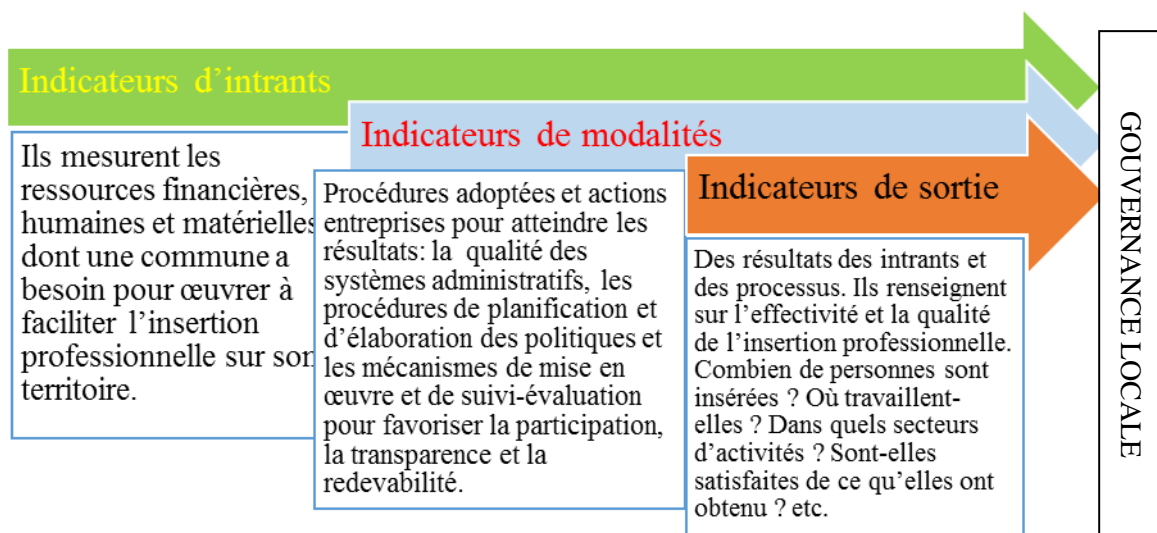 Indicateurs d’intrants
Ils mesurent les
ressources financières,
humaines et matérielles
dont une commune a
besoin pour œuvrer à
faciliter l’insertion
professionnelle sur son
territoire.
Indicateurs de modalités
Procédures adoptées et actions
entreprises pour atteindre les
résultats: la qualité des
systèmes administratifs, les
procédures de planification et
d’élaboration des politiques et
les mécanismes de mise en
œuvre et de suivi-évaluation
pour favoriser la participation,
la transparence et la
redevabilité.
Indicateurs de sortie
Des résultats des intrants et
des processus. Ils renseignent
sur l’effectivité et la qualité
de l’insertion professionnelle.
Combien de personnes sont
insérées ? Où travaillent-
elles ? Dans quels secteurs
d’activités ? Sont-elles
satisfaites de ce qu’elles ont
obtenu ? etc.
GOUVERNANCE LOCALE